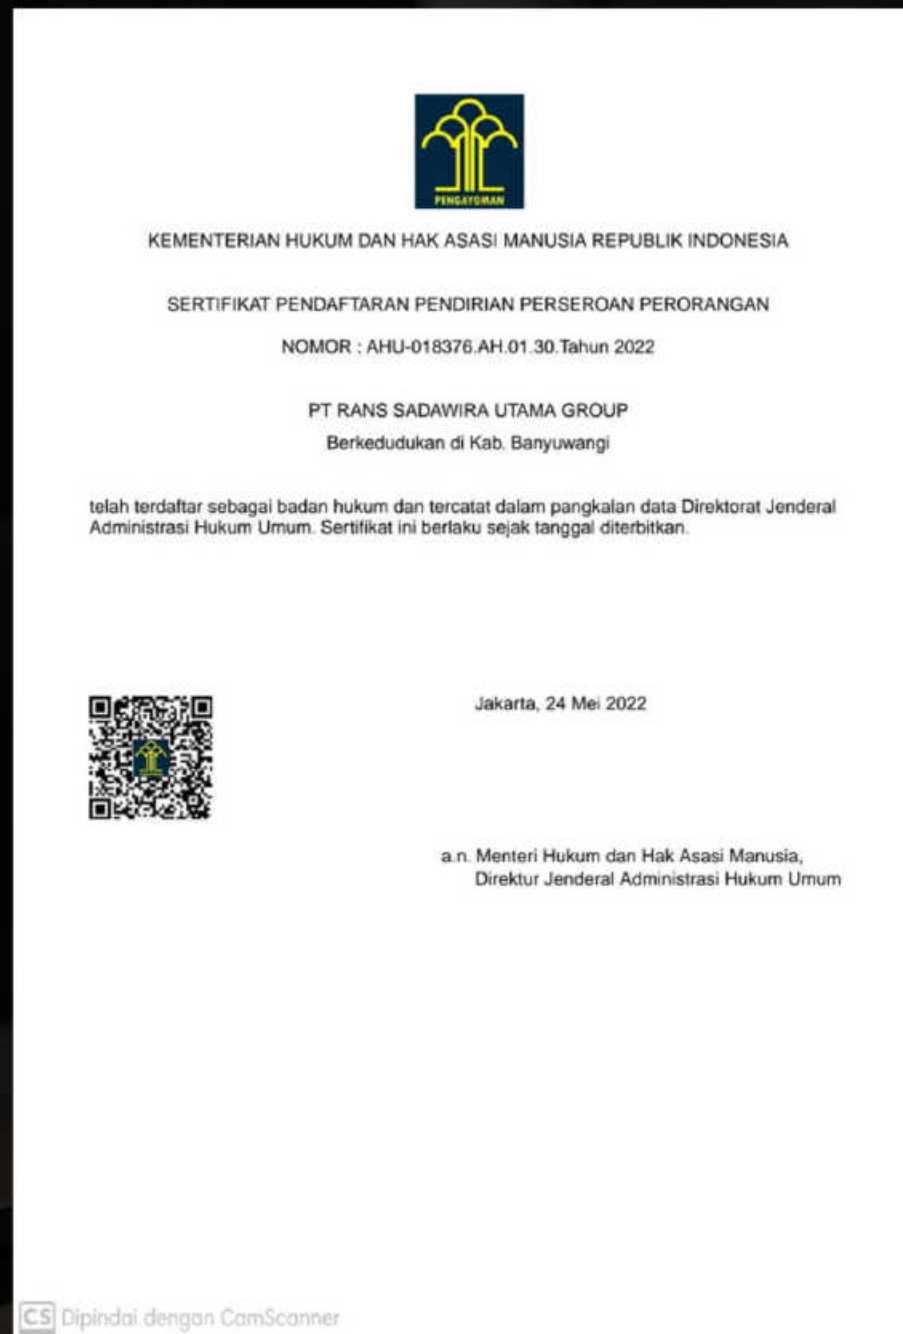 PENGAYOMAN
KEMENTERIAN HUKUM DAN HAK ASASI MANUSIA REPUBLIK INDONESIA
SERTIFIKAT PENDAFTARAN PENDIRIAN PERSEROAN PERORANGAN
NOMOR : AHU-018376.AH.01.30.Tahun 2022
PT RANS SADAWIRA UTAMA GROUP
Berkedudukan di Kab. Banyuwangi
telah terdaftar sebagai badan hukum dan tercatat dalam pangkalan data Direktorat Jenderal
Administrasi Hukum Umum. Sertifikat ini berlaku sejak tanggal diterbitkan.
Jakarta, 24 Mei 2022
a.n. Menteri Hukum dan Hak Asasi Manusia,
Direktur Jenderal Administrasi Hukum Umum
CS Dipindai dengan CamScanner